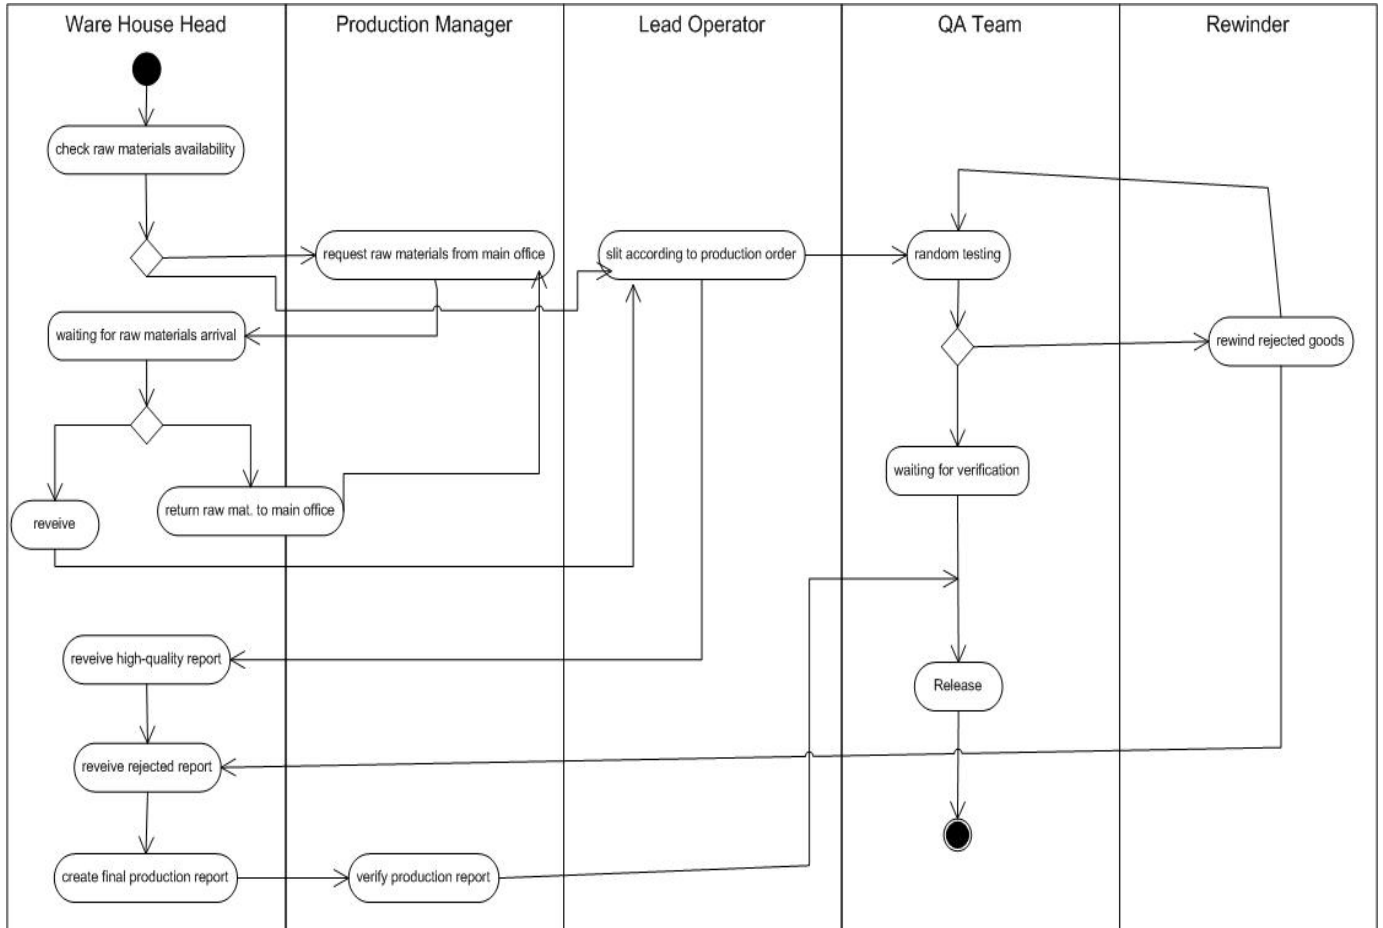 Ware House Head
Production Manager
Lead Operator
QA Team
Rewinder
check raw materials availability
request raw materials from main office
slit according to production order
random testing
waiting for raw materials arrival
rewind rejected goods
waiting for verification
reveive
return raw mat. to main office
reveive high-quality report
Release
reveive rejected report
create final production report
verify production report